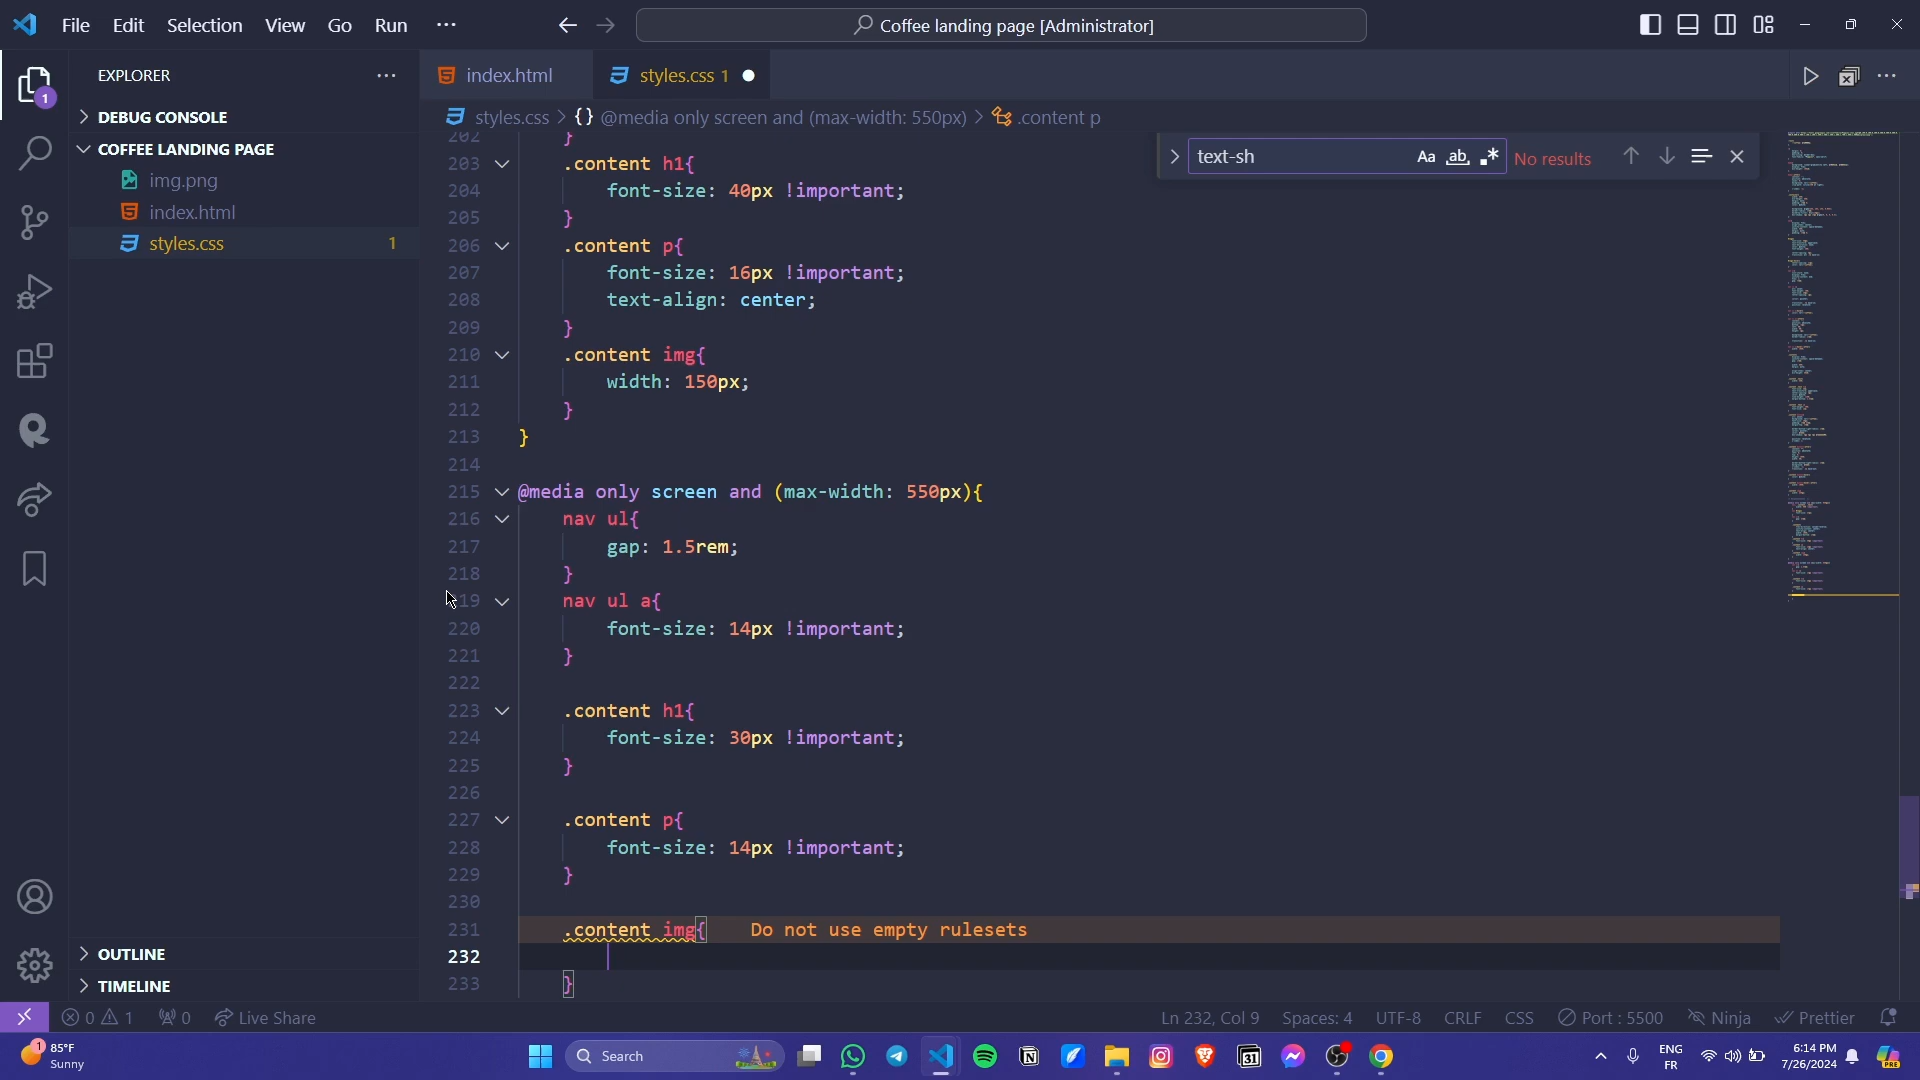 File Edit Selection View Go Run ···
Coffee landing page [Administrator]
EXPLORER
DEBUG CONSOLE
COFFEE LANDING PAGE
img.png
index.html
styles.css 1
OUTLINE
TIMELINE
1
index.html
styles.css 1
styles.css > {} @media only screen and (max-width: 550px) > .content p
text-sh Aa ab .* No results
202 }
203 .content h1{
204 font-size: 40px !important;
205 }
206 .content p{
207 font-size: 16px !important;
208 text-align: center;
209 }
210 .content img{
211 width: 150px;
212 }
213 }
214
215 @media only screen and (max-width: 550px){
216 nav ul{
217 gap: 1.5rem;
218 }
219 nav ul a{
220 font-size: 14px !important;
221 }
222
223 .content h1{
224 font-size: 30px !important;
225 }
226
227 .content p{
228 font-size: 14px !important;
229 }
230
231 .content img{ Do not use empty rulesets
232
233 }
0 1 0 Live Share
Ln 232, Col 9 Spaces: 4 UTF-8 CRLF CSS Port : 5500 Ninja Prettier
1
85°F
Sunny
Search
31
ENG
FR
6:14 PM
7/26/2024
PRE